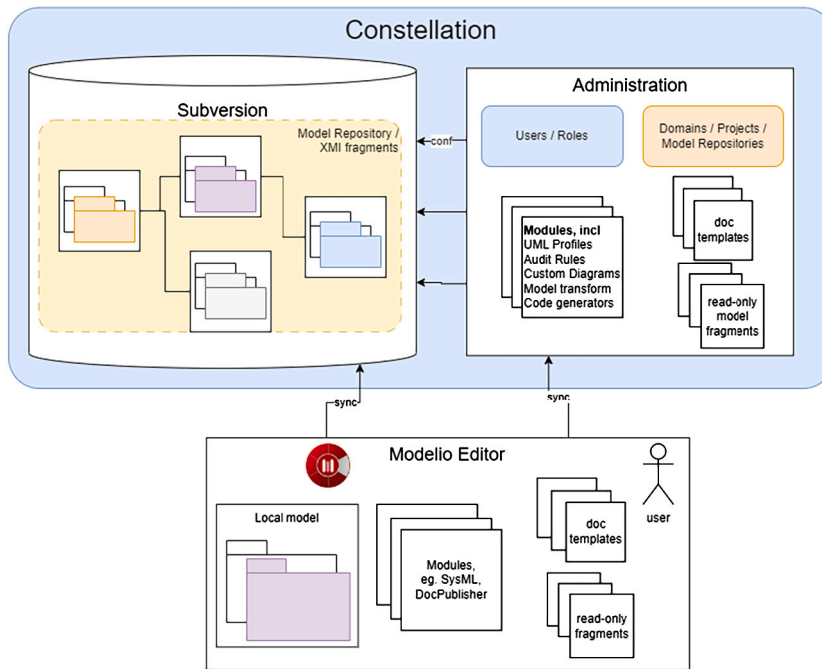 Constellation
Subversion
Model Repository /
XMI fragments
conf
Administration
Users / Roles
Domains / Projects /
Model Repositories
Modules, incl
UML Profiles
Audit Rules
Custom Diagrams
Model transform
Code generators
doc
templates
read-only
model
fragments
sync
sync
Modelio Editor
Local model
Modules,
eg. SysML,
DocPublisher
doc
templates
read-only
fragments
user